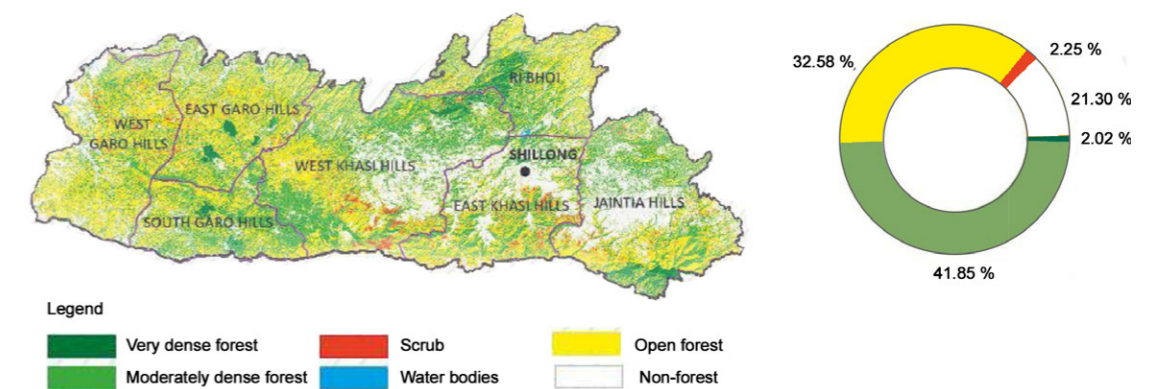 RI BHOI
EAST GARO HILLS
WEST
GARO HILLS
WEST KHASI HILLS
SHILLONG
EAST KHASI HILLS
JAINTIA HILLS
SOUTH GARO HILLS
32.58 %
2.25 %
21.30 %
2.02 %
41.85 %
Legend
Very dense forest
Scrub
Open forest
Moderately dense forest
Water bodies
Non-forest